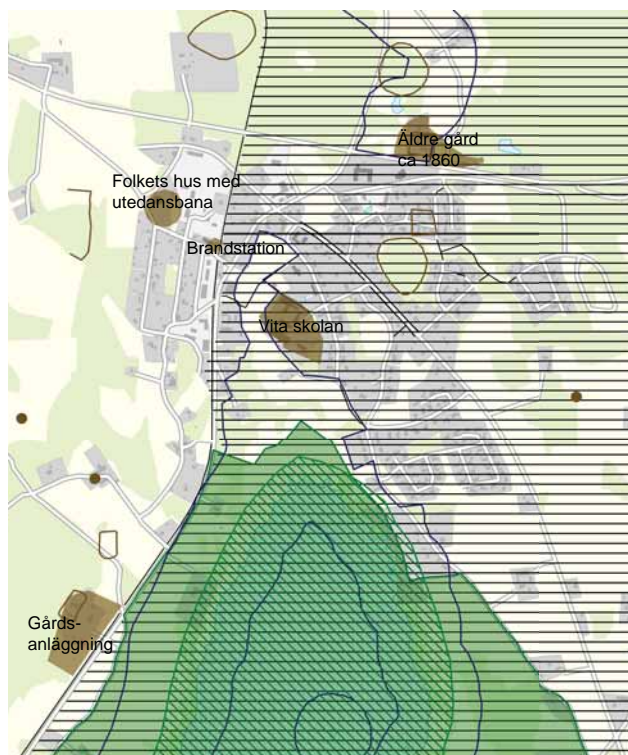 Äldre gård
ca 1860
Folkets hus med
utedansbana
Brandstation
Vita skolan
Gårds-
anläggning